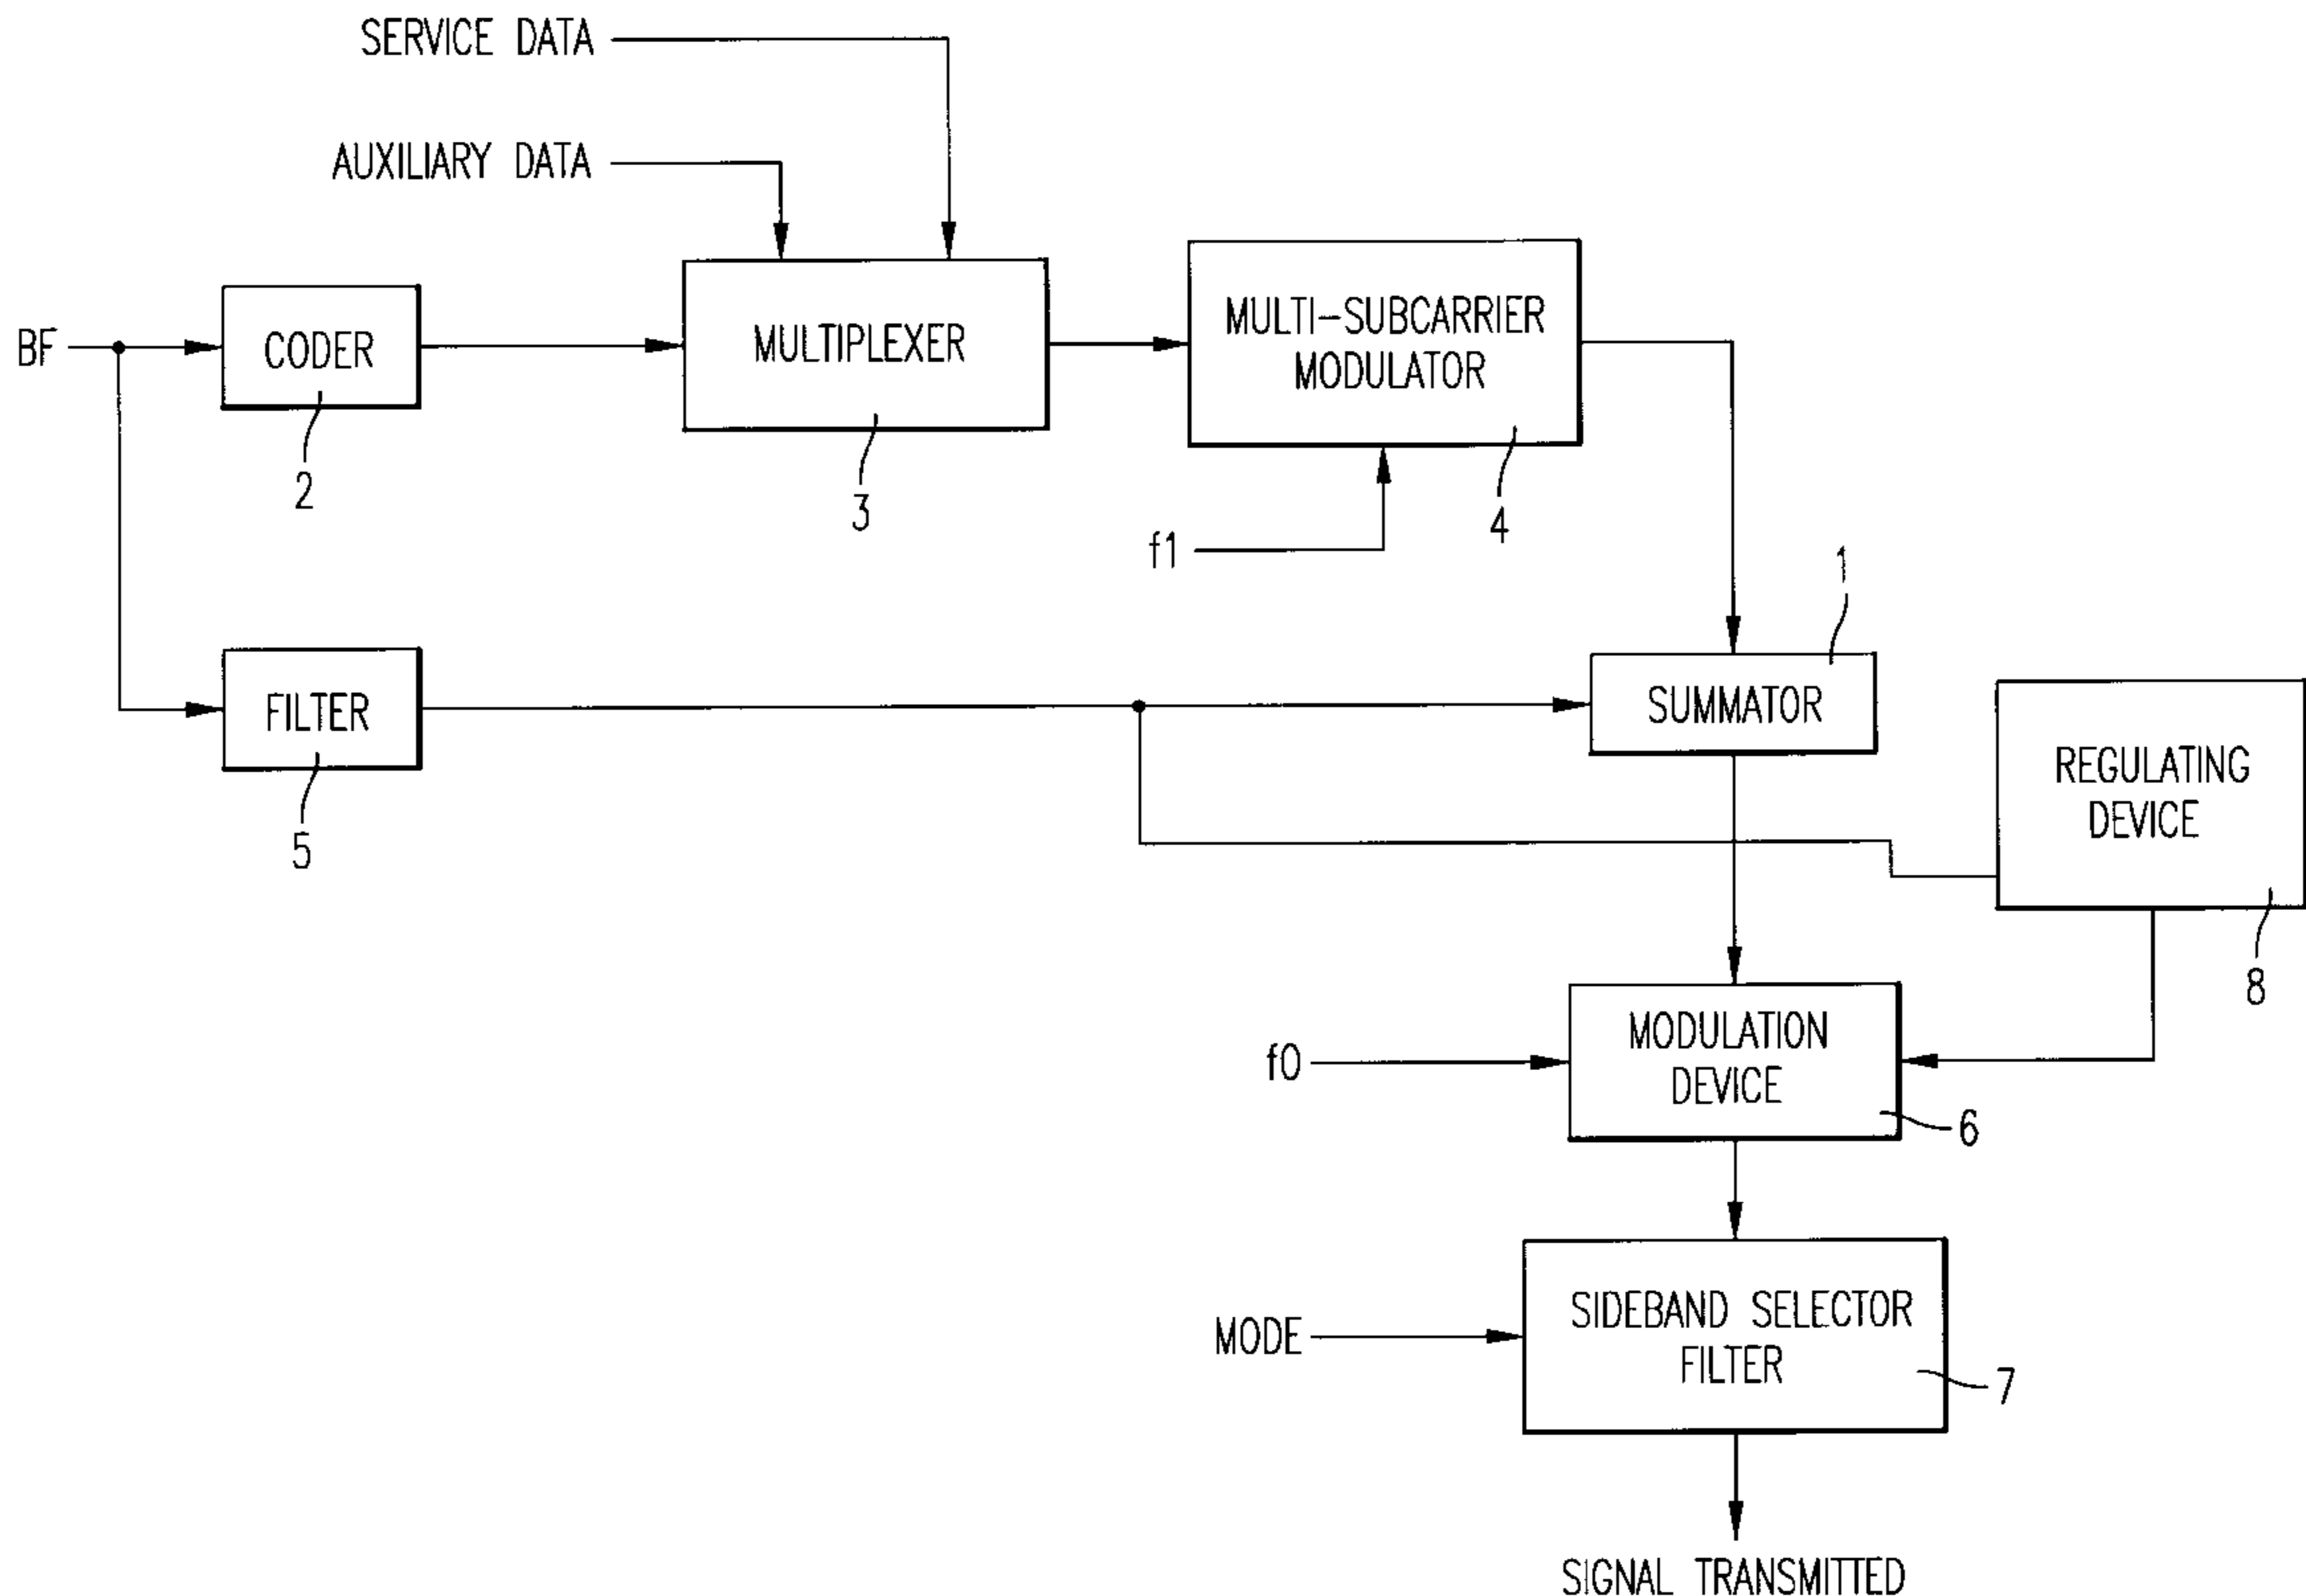 SERVICE DATA
AUXILIARY DATA
BF
CODER
2
MULTIPLEXER
3
MULTI-SUBCARRIER
MODULATOR
4
f1
1
FILTER
5
SUMMATOR
REGULATING
DEVICE
8
f0
MODULATION
DEVICE
6
MODE
SIDEBAND SELECTOR
FILTER
7
SIGNAL TRANSMITTED